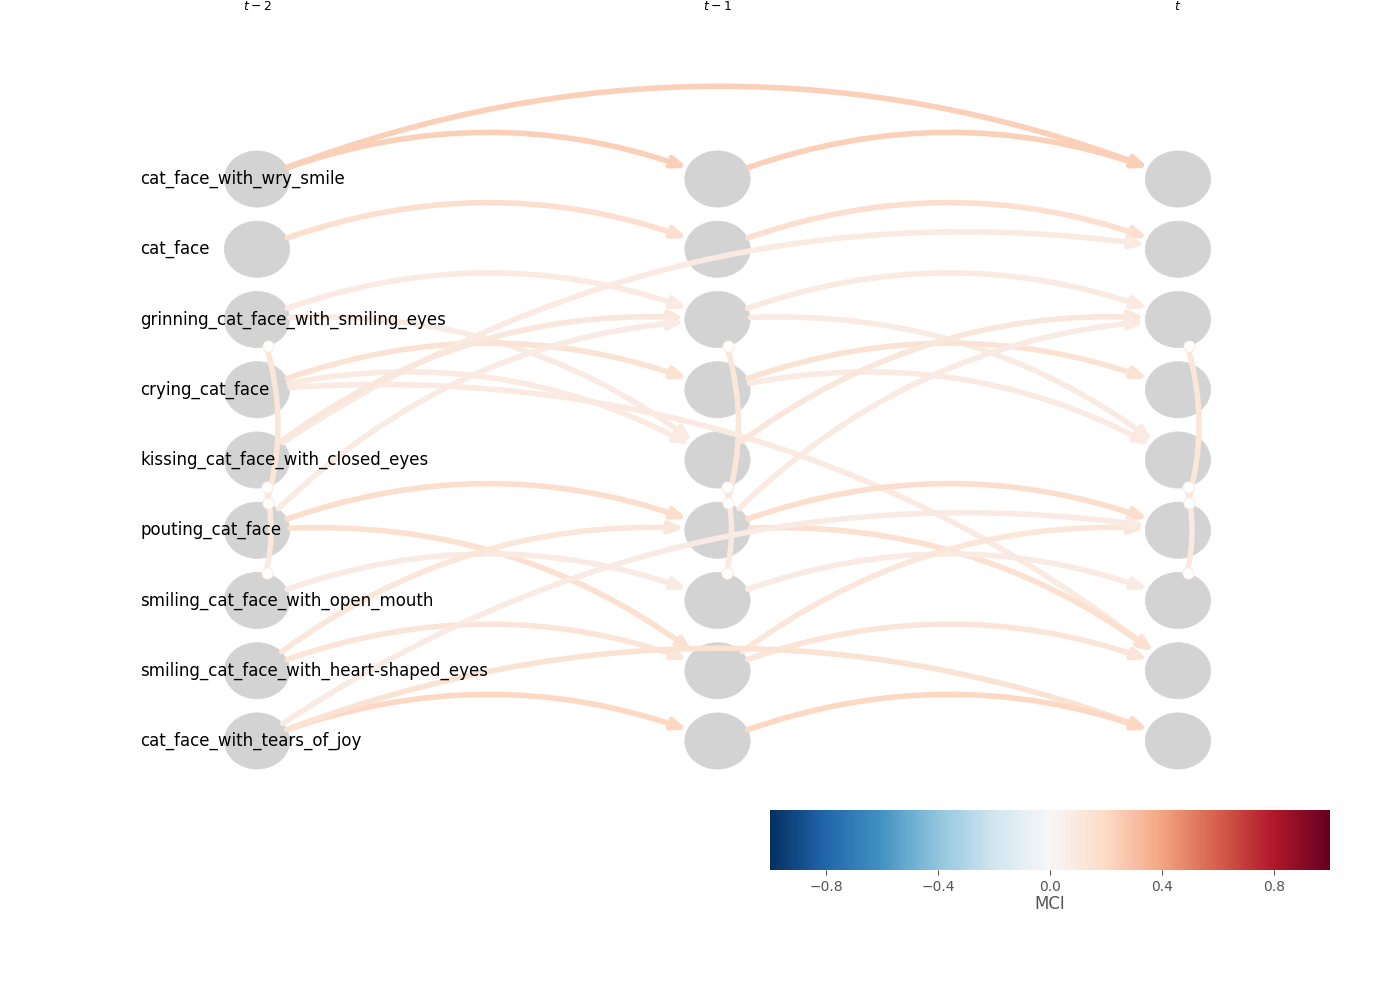 t − 2 t − 1 t
cat_face_with_wry_smile
cat_face
grinning_cat_face_with_smiling_eyes
crying_cat_face
kissing_cat_face_with_closed_eyes
pouting_cat_face
smiling_cat_face_with_open_mouth
smiling_cat_face_with_heart-shaped_eyes
cat_face_with_tears_of_joy
−0.8 −0.4 0.0 0.4 0.8
MCI